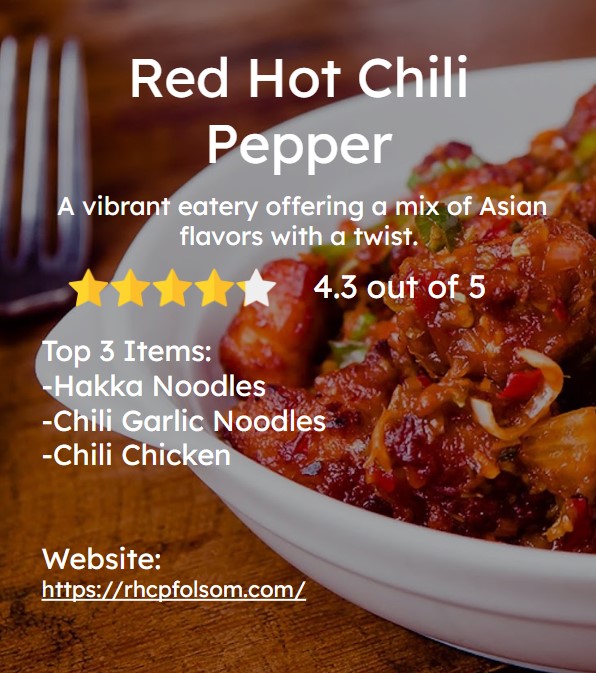 Red Hot Chili
Pepper
A vibrant eatery offering a mix of Asian
flavors with a twist.
4.3 out of 5
Top 3 Items:
-Hakka Noodles
-Chili Garlic Noodles
-Chili Chicken
Website:
https://rhcpfolsom.com/